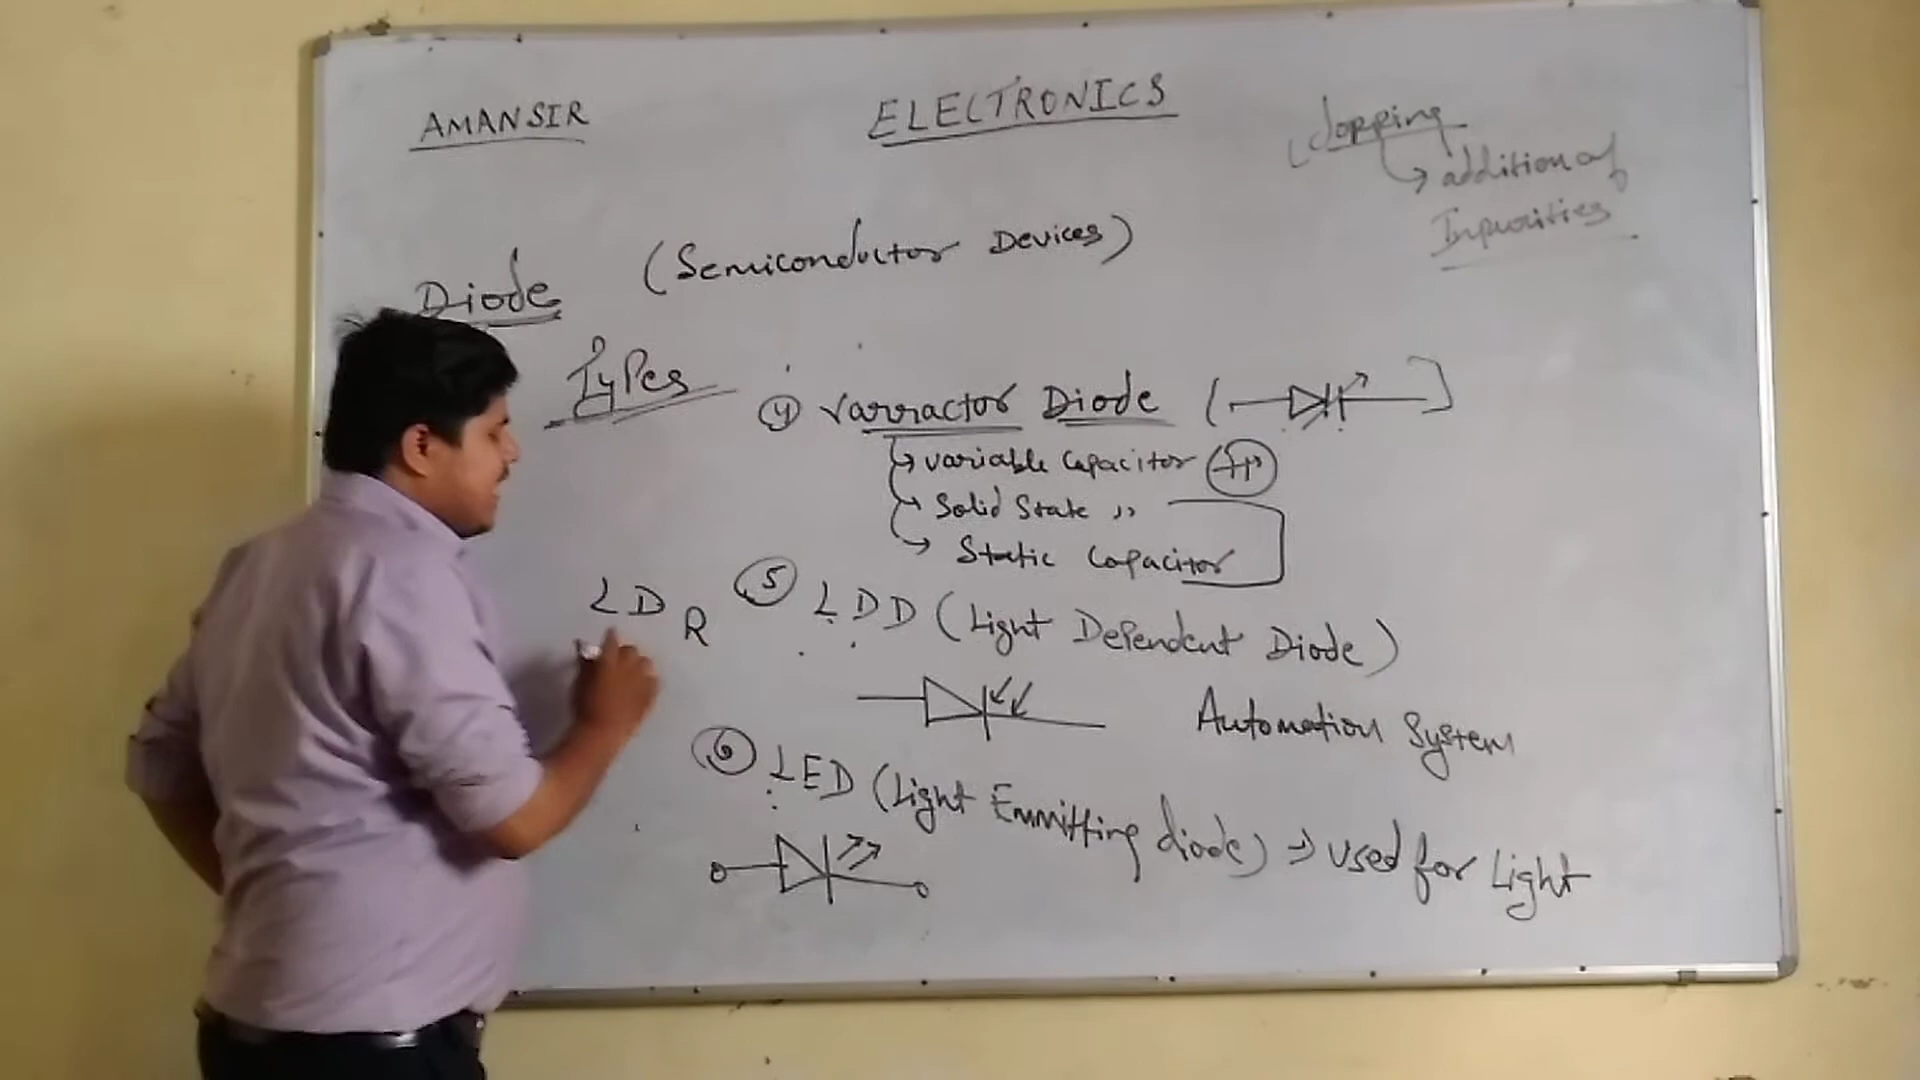 AMANSIR
ELECTRONICS
dopping
→ addition of
Inpurities
Diode (Semiconductor Devices)
Types
④ Varractor Diode
→ variable Capacitor
→ Solid State ,,
→ Static Capacitor
LDR
⑤ LDD (Light Dependent Diode)
Automation System
⑥ LED (Light Emmitting diode) → used for Light